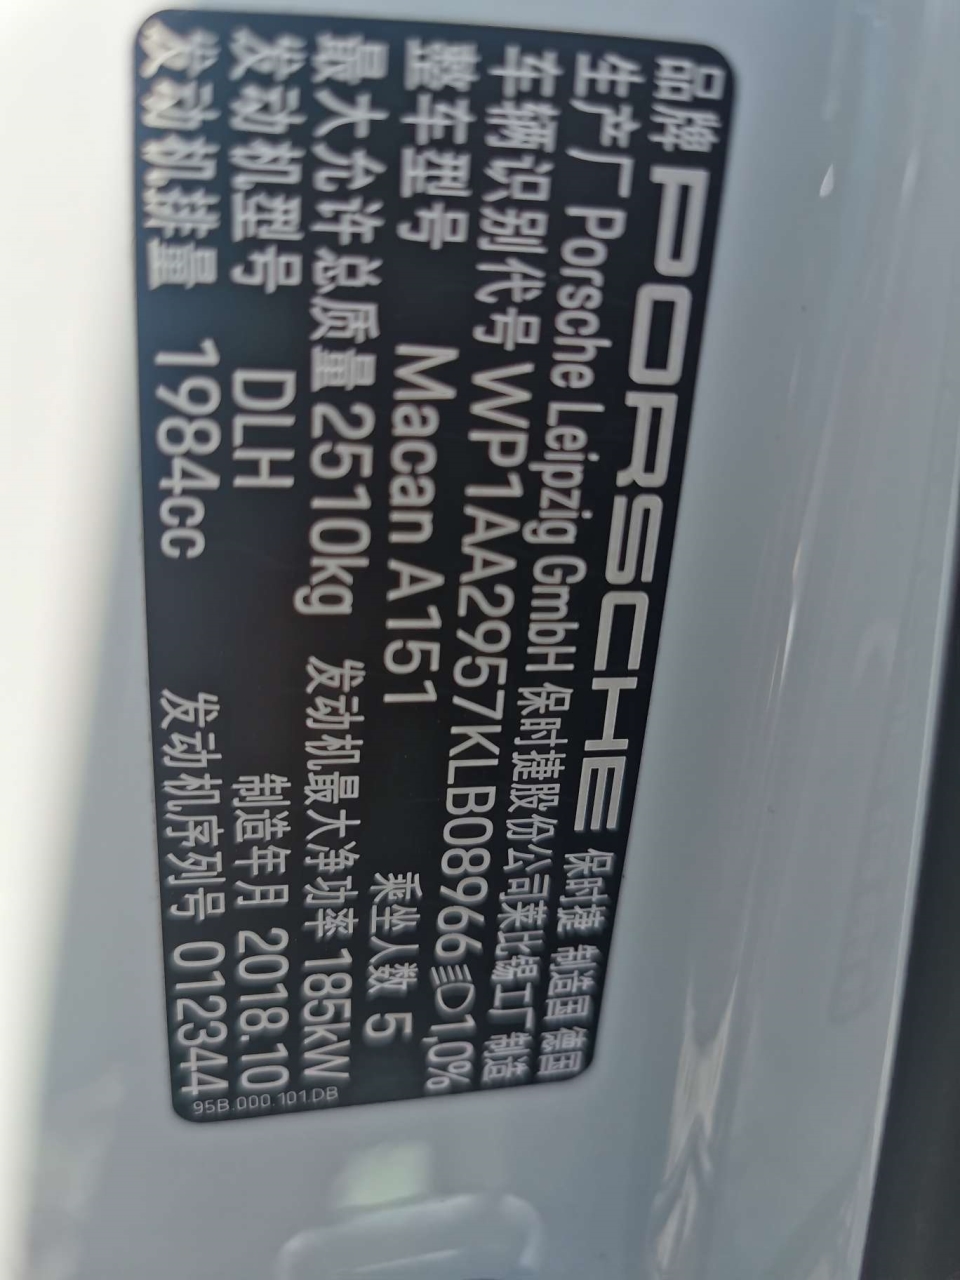 品牌 PORSCHE 保时捷 制造国 德国
生产厂 Porsche Leipzig GmbH 保时捷股份公司莱比锡工厂 制造
车辆识别代号 WP1AA2957KLB08966 1,0%
整车型号 Macan A151 乘坐人数 5
最大允许总质量 2510kg 发动机最大净功率 185kW
发动机型号 DLH 制造年月 2018.10
发动机排量 1984cc 发动机序列号 012344
95B.000.101.DB